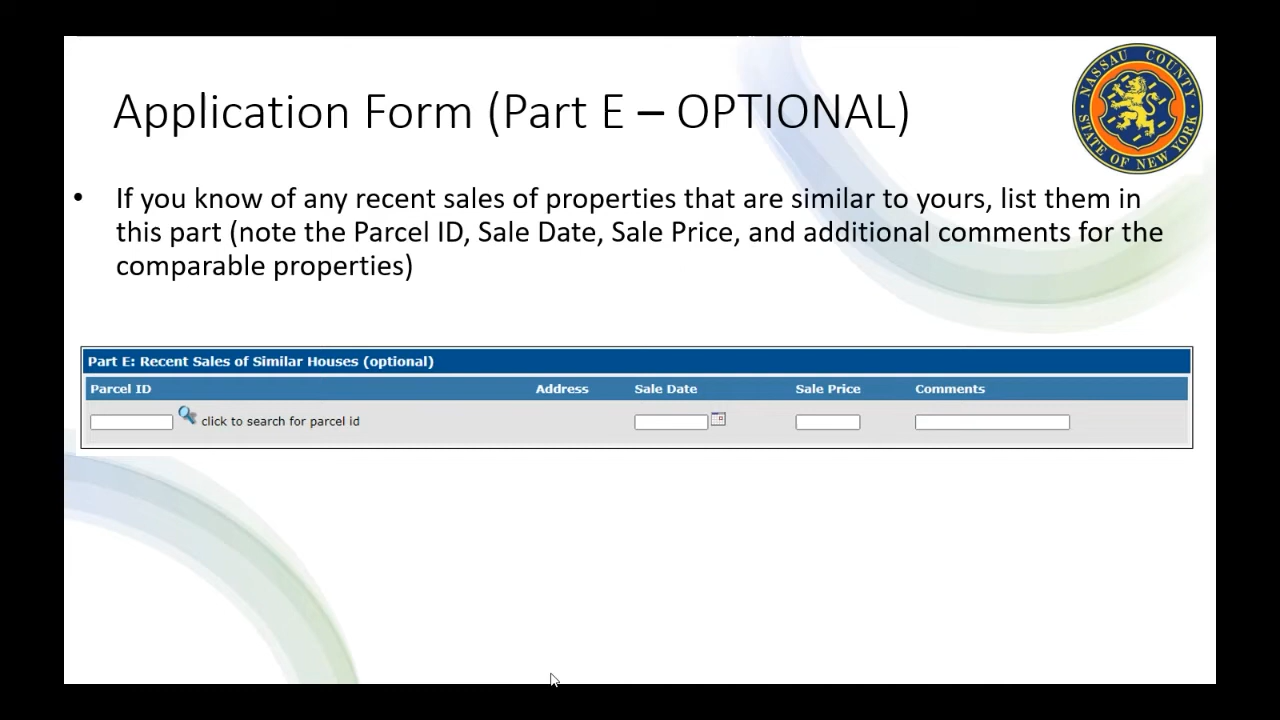 Application Form (Part E – OPTIONAL)
NASSAU COUNTY
STATE OF NEW YORK
• If you know of any recent sales of properties that are similar to yours, list them in
this part (note the Parcel ID, Sale Date, Sale Price, and additional comments for the
comparable properties)
Part E: Recent Sales of Similar Houses (optional)
Parcel ID Address Sale Date Sale Price Comments
click to search for parcel id